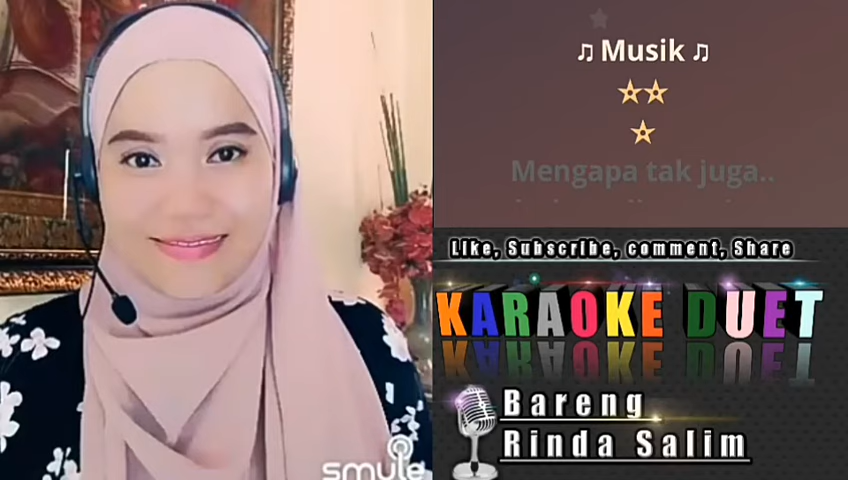 ♫ Musik ♫
Mengapa tak juga..
Like, Subscribe, comment, Share
KARAOKE DUET
Bareng
Rinda Salim
smule